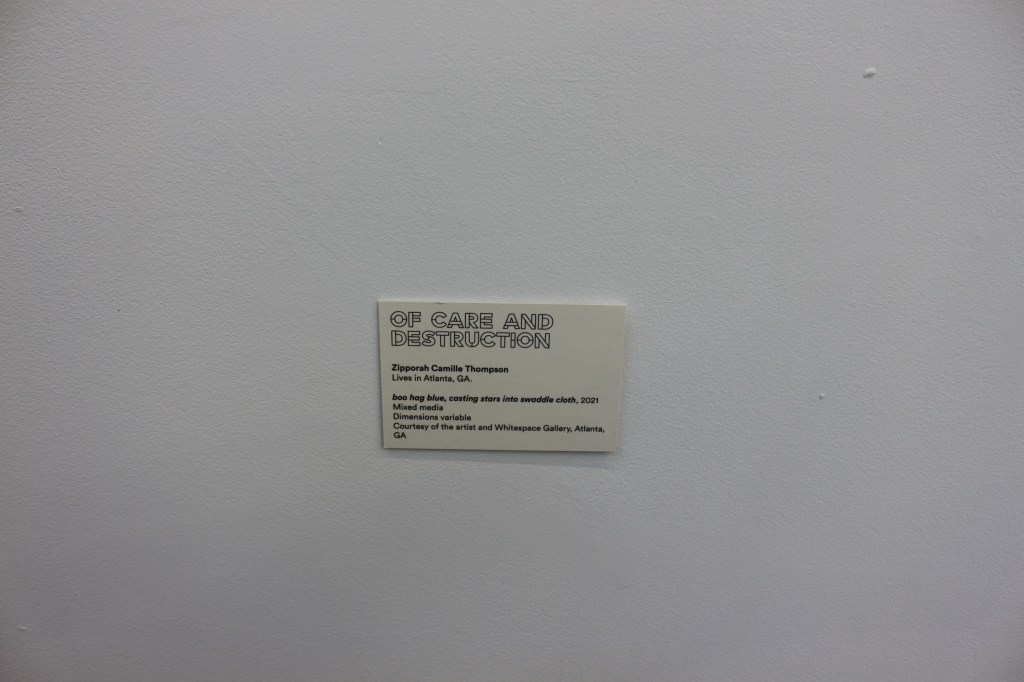 OF CARE AND
DESTRUCTION
Zipporah Camille Thompson
Lives in Atlanta, GA.
boo hag blue, casting stars into swaddle cloth, 2021
Mixed media
Dimensions variable
Courtesy of the artist and Whitespace Gallery, Atlanta,
GA